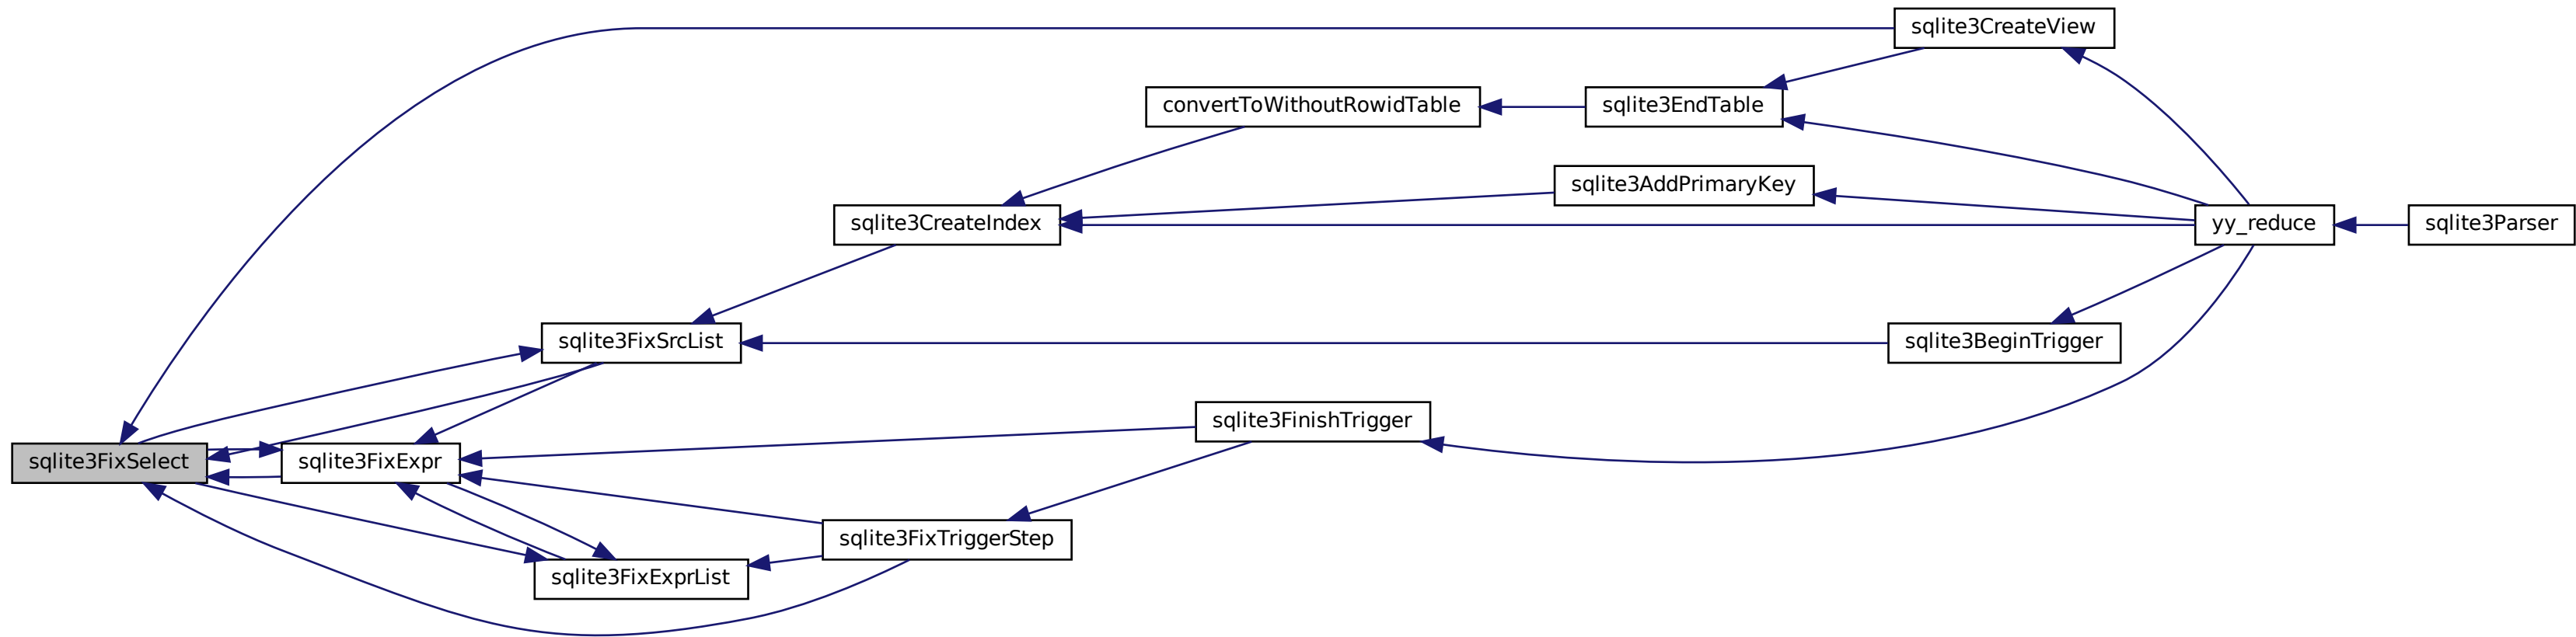 sqlite3CreateView
convertToWithoutRowidTable
sqlite3EndTable
sqlite3AddPrimaryKey
sqlite3CreateIndex
yy_reduce
sqlite3Parser
sqlite3FixSrcList
sqlite3BeginTrigger
sqlite3FinishTrigger
sqlite3FixSelect
sqlite3FixExpr
sqlite3FixTriggerStep
sqlite3FixExprList